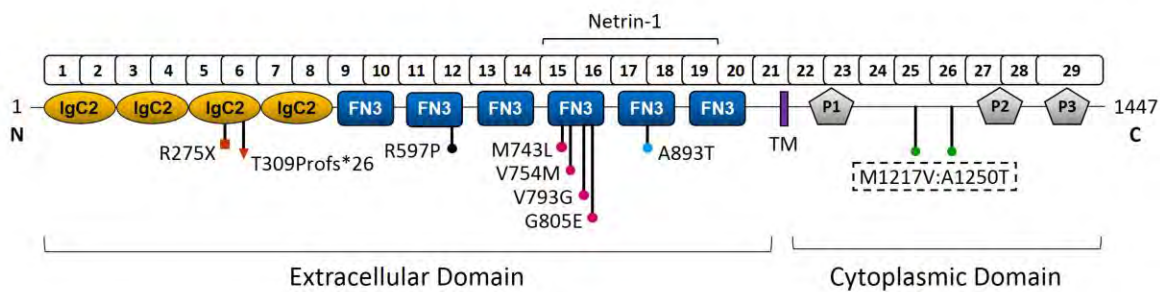 Netrin-1
1 2 3 4 5 6 7 8 9 10 11 12 13 14 15 16 17 18 19 20 21 22 23 24 25 26 27 28 29
1 IgC2 IgC2 IgC2 IgC2 FN3 FN3 FN3 FN3 FN3 FN3 P1 P2 P3 1447
N C
TM
R275X T309Profs*26 R597P M743L A893T M1217V:A1250T
V754M
V793G
G805E
Extracellular Domain Cytoplasmic Domain